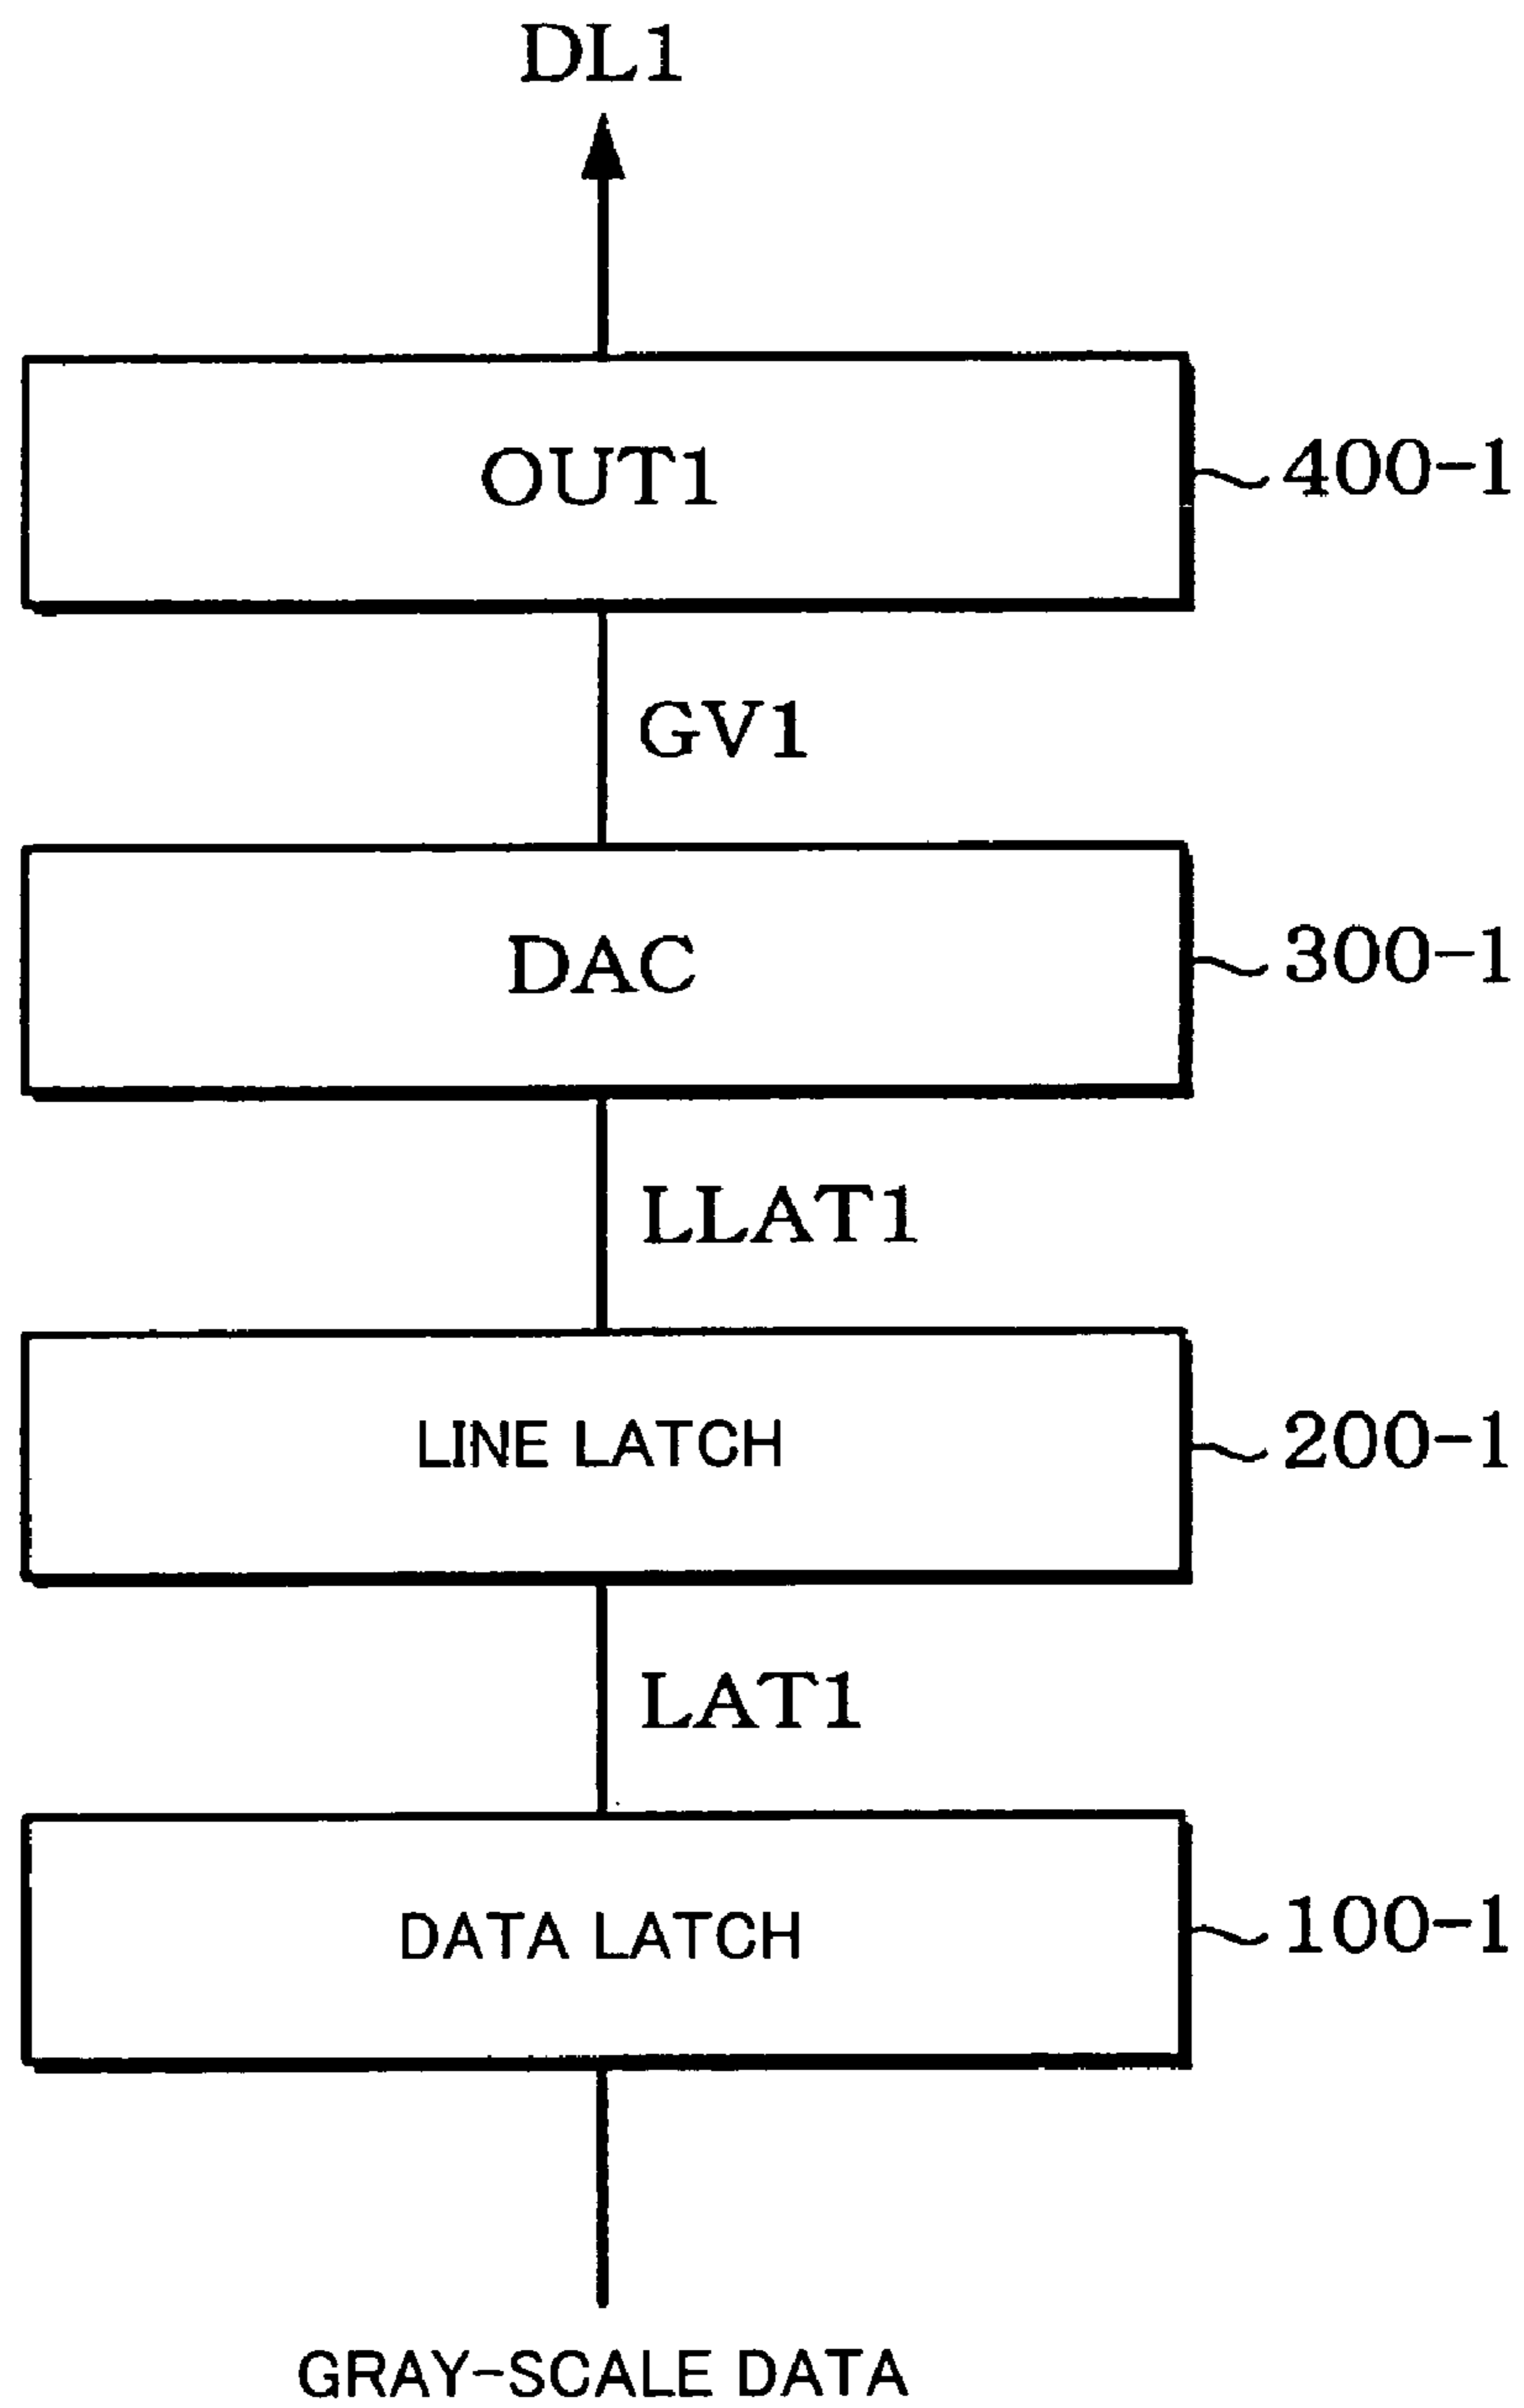 DL1
OUT1
400-1
GV1
DAC
300-1
LLAT1
LINE LATCH
200-1
LAT1
DATA LATCH
100-1
GRAY-SCALE DATA